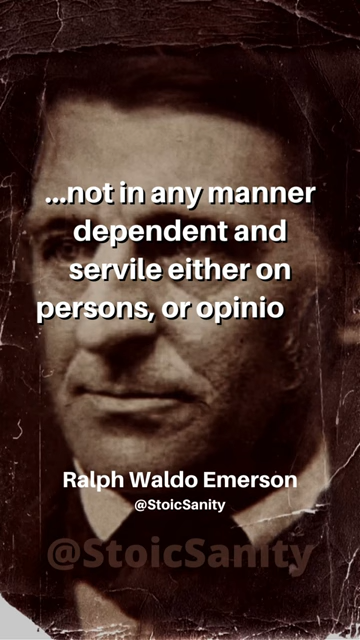 ...not in any manner
dependent and
servile either on
persons, or opinio
Ralph Waldo Emerson
@StoicSanity
@StoicSanity